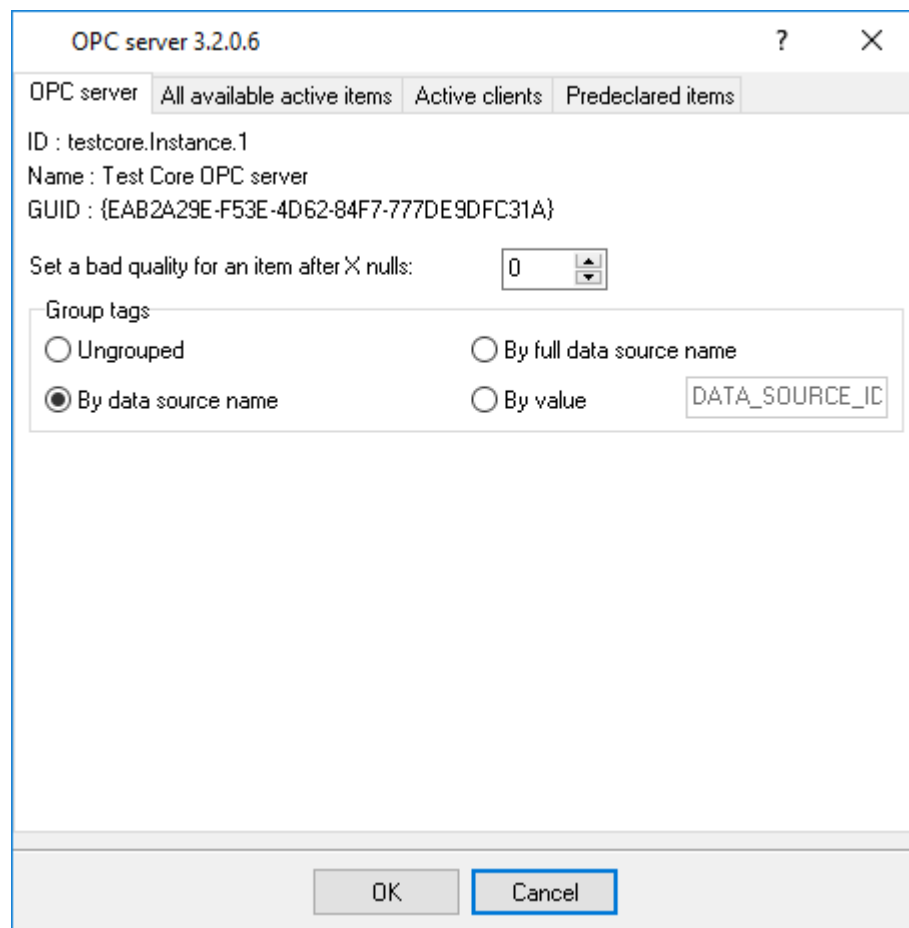 OPC server 3.2.0.6 ?
OPC server All available active items Active clients Predeclared items
ID : testcore.Instance.1
Name : Test Core OPC server
GUID : {EAB2A29E-F53E-4D62-84F7-777DE9DFC31A}
Set a bad quality for an item after X nulls: 0
Group tags
Ungrouped By full data source name
By data source name By value DATA_SOURCE_ID
OK Cancel